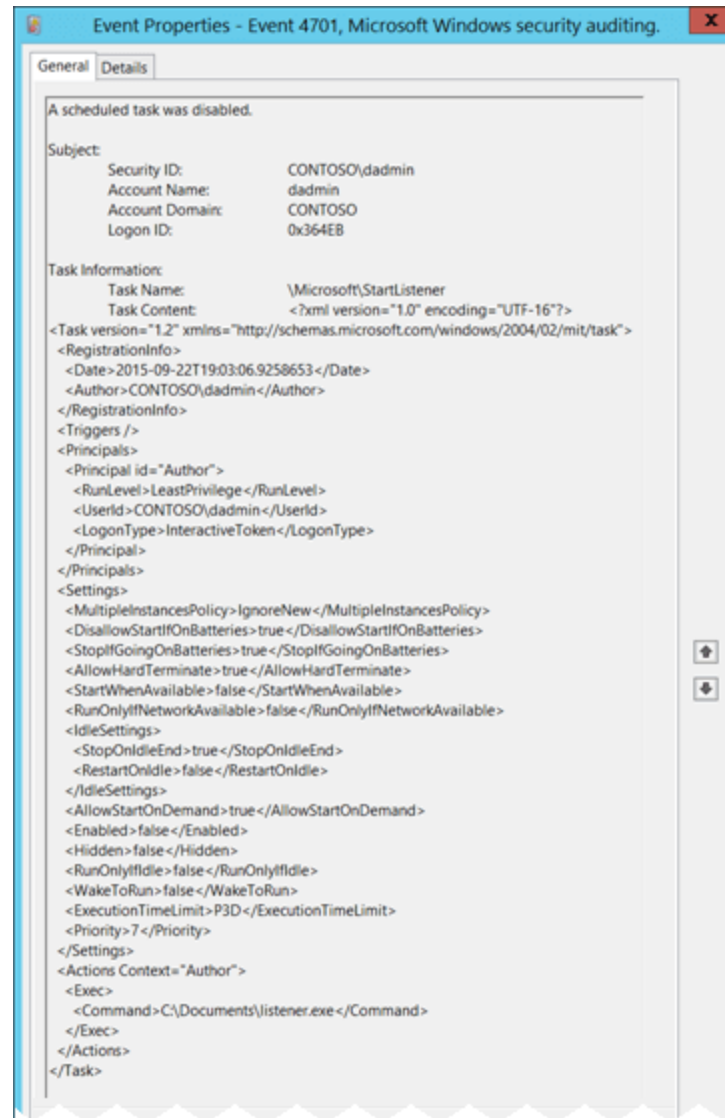 Event Properties - Event 4701, Microsoft Windows security auditing.
x
General Details
A scheduled task was disabled.
Subject:
Security ID: CONTOSO\dadmin
Account Name: dadmin
Account Domain: CONTOSO
Logon ID: 0x364EB
Task Information:
Task Name: \Microsoft\StartListener
Task Content: <?xml version="1.0" encoding="UTF-16"?>
<Task version="1.2" xmlns="http://schemas.microsoft.com/windows/2004/02/mit/task">
<RegistrationInfo>
<Date>2015-09-22T19:03:06.9258653</Date>
<Author>CONTOSO\dadmin</Author>
</RegistrationInfo>
<Triggers />
<Principals>
<Principal id="Author">
<RunLevel>LeastPrivilege</RunLevel>
<UserId>CONTOSO\dadmin</UserId>
<LogonType>InteractiveToken</LogonType>
</Principal>
</Principals>
<Settings>
<MultipleInstancesPolicy>IgnoreNew</MultipleInstancesPolicy>
<DisallowStartIfOnBatteries>true</DisallowStartIfOnBatteries>
<StopIfGoingOnBatteries>true</StopIfGoingOnBatteries>
<AllowHardTerminate>true</AllowHardTerminate>
<StartWhenAvailable>false</StartWhenAvailable>
<RunOnlyIfNetworkAvailable>false</RunOnlyIfNetworkAvailable>
<IdleSettings>
<StopOnIdleEnd>true</StopOnIdleEnd>
<RestartOnIdle>false</RestartOnIdle>
</IdleSettings>
<AllowStartOnDemand>true</AllowStartOnDemand>
<Enabled>false</Enabled>
<Hidden>false</Hidden>
<RunOnlyIfIdle>false</RunOnlyIfIdle>
<WakeToRun>false</WakeToRun>
<ExecutionTimeLimit>P3D</ExecutionTimeLimit>
<Priority>7</Priority>
</Settings>
<Actions Context="Author">
<Exec>
<Command>C:\Documents\listener.exe</Command>
</Exec>
</Actions>
</Task>